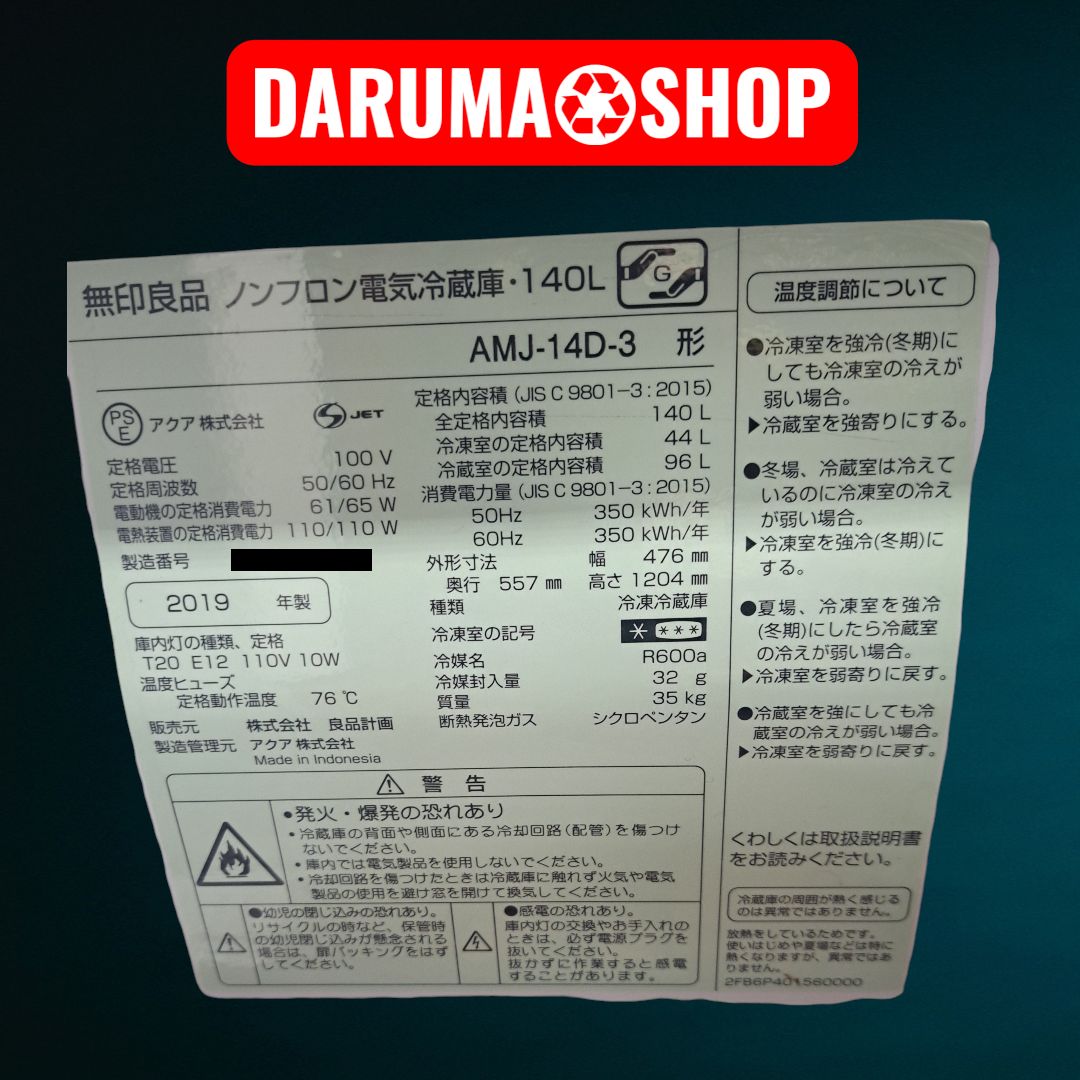 DARUMA SHOP
無印良品 ノンフロン電気冷蔵庫・140L
G
AMJ-14D-3 形
PS
E
アクア 株式会社
S JET
定格電圧 100 V
定格周波数 50/60 Hz
電動機の定格消費電力 61/65 W
電熱装置の定格消費電力 110/110 W
製造番号
2019 年製
庫内灯の種類、定格
T20 E12 110V 10W
温度ヒューズ
定格動作温度 76℃
販売元 株式会社 良品計画
製造管理元 アクア 株式会社
Made in Indonesia
定格内容積 (JIS C 9801-3:2015)
全定格内容積 140 L
冷凍室の定格内容積 44 L
冷蔵室の定格内容積 96 L
消費電力量 (JIS C 9801-3:2015)
50Hz 350 kWh/年
60Hz 350 kWh/年
外形寸法 幅 476 mm
奥行 557 mm 高さ 1204 mm
種類 冷凍冷蔵庫
冷凍室の記号 * ***
冷媒名 R600a
冷媒封入量 32 g
質量 35 kg
断熱発泡ガス シクロペンタン
警告
●発火・爆発の恐れあり
・冷蔵庫の背面や側面にある冷却回路(配管)を傷つけ
ないでください。
・庫内では電気製品を使用しないでください。
・冷却回路を傷つけたときは冷蔵庫に触れず火気や電気
製品の使用を避け窓を開けて換気してください。
●幼児の閉じ込みの恐れあり。
リサイクルの時など、保管時
の幼児閉じ込みが懸念される
場合は、扉パッキングをはず
してください。
●感電の恐れあり。
庫内灯の交換やお手入れの
ときは、必ず電源プラグを
抜いてください。
抜かずに作業すると感電
することがあります。
温度調節について
●冷凍室を強冷(冬期)に
しても冷凍室の冷えが
弱い場合。
▶冷蔵室を強寄りにする。
●冬場、冷蔵室は冷えて
いるのに冷凍室の冷え
が弱い場合。
▶冷凍室を強冷(冬期)に
する。
●夏場、冷凍室を強冷
(冬期)にしたら冷蔵室
の冷えが弱い場合。
▶冷凍室を弱寄りに戻す。
●冷蔵室を強にしても冷
蔵室の冷えが弱い場合。
▶冷凍室を弱寄りに戻す。
くわしくは取扱説明書
をお読みください。
冷蔵庫の周囲が熱く感じる
のは異常ではありません。
放熱をしているためです。
使いはじめや夏場などは特に
熱くなりますが、異常ではあ
りません。
2FB6P401560000